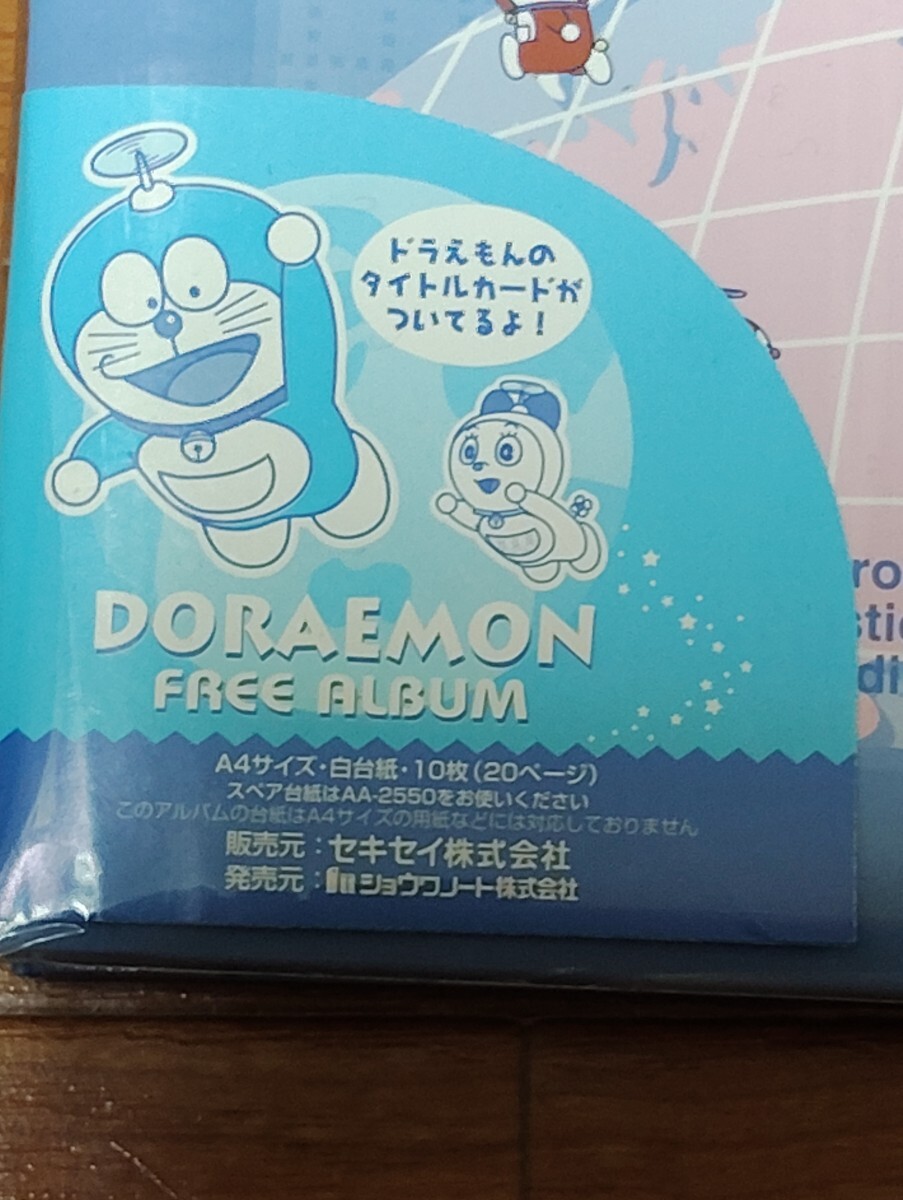 ドラえもんの
タイトルカードが
ついてるよ!
DORAEMON
FREE ALBUM
A4サイズ・白台紙・10枚(20ページ)
スペア台紙はAA-2550をお使いください
このアルバムの台紙はA4サイズの用紙などには対応しておりません
販売元:セキセイ株式会社
発売元:ショウワノート株式会社